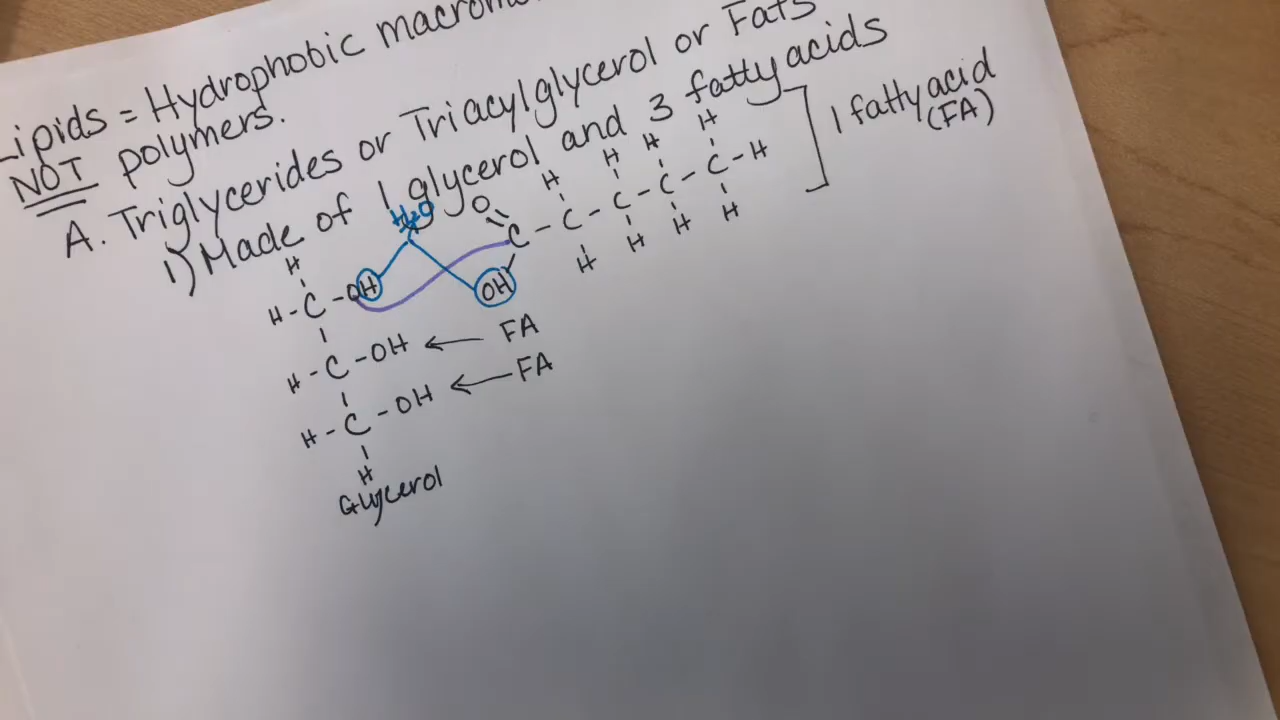 Lipids = Hydrophobic
NOT polymers.
A. Triglycerides or Triacylglycerol or Fats
1) Made of 1 glycerol and 3 fatty acids
H H H H
O C - C - C - C - C - H
H H H H
1 fatty acid
(FA)
H2O
H
H - C - OH
OH
H - C - OH ← FA
H - C - OH ← FA
H
Glycerol